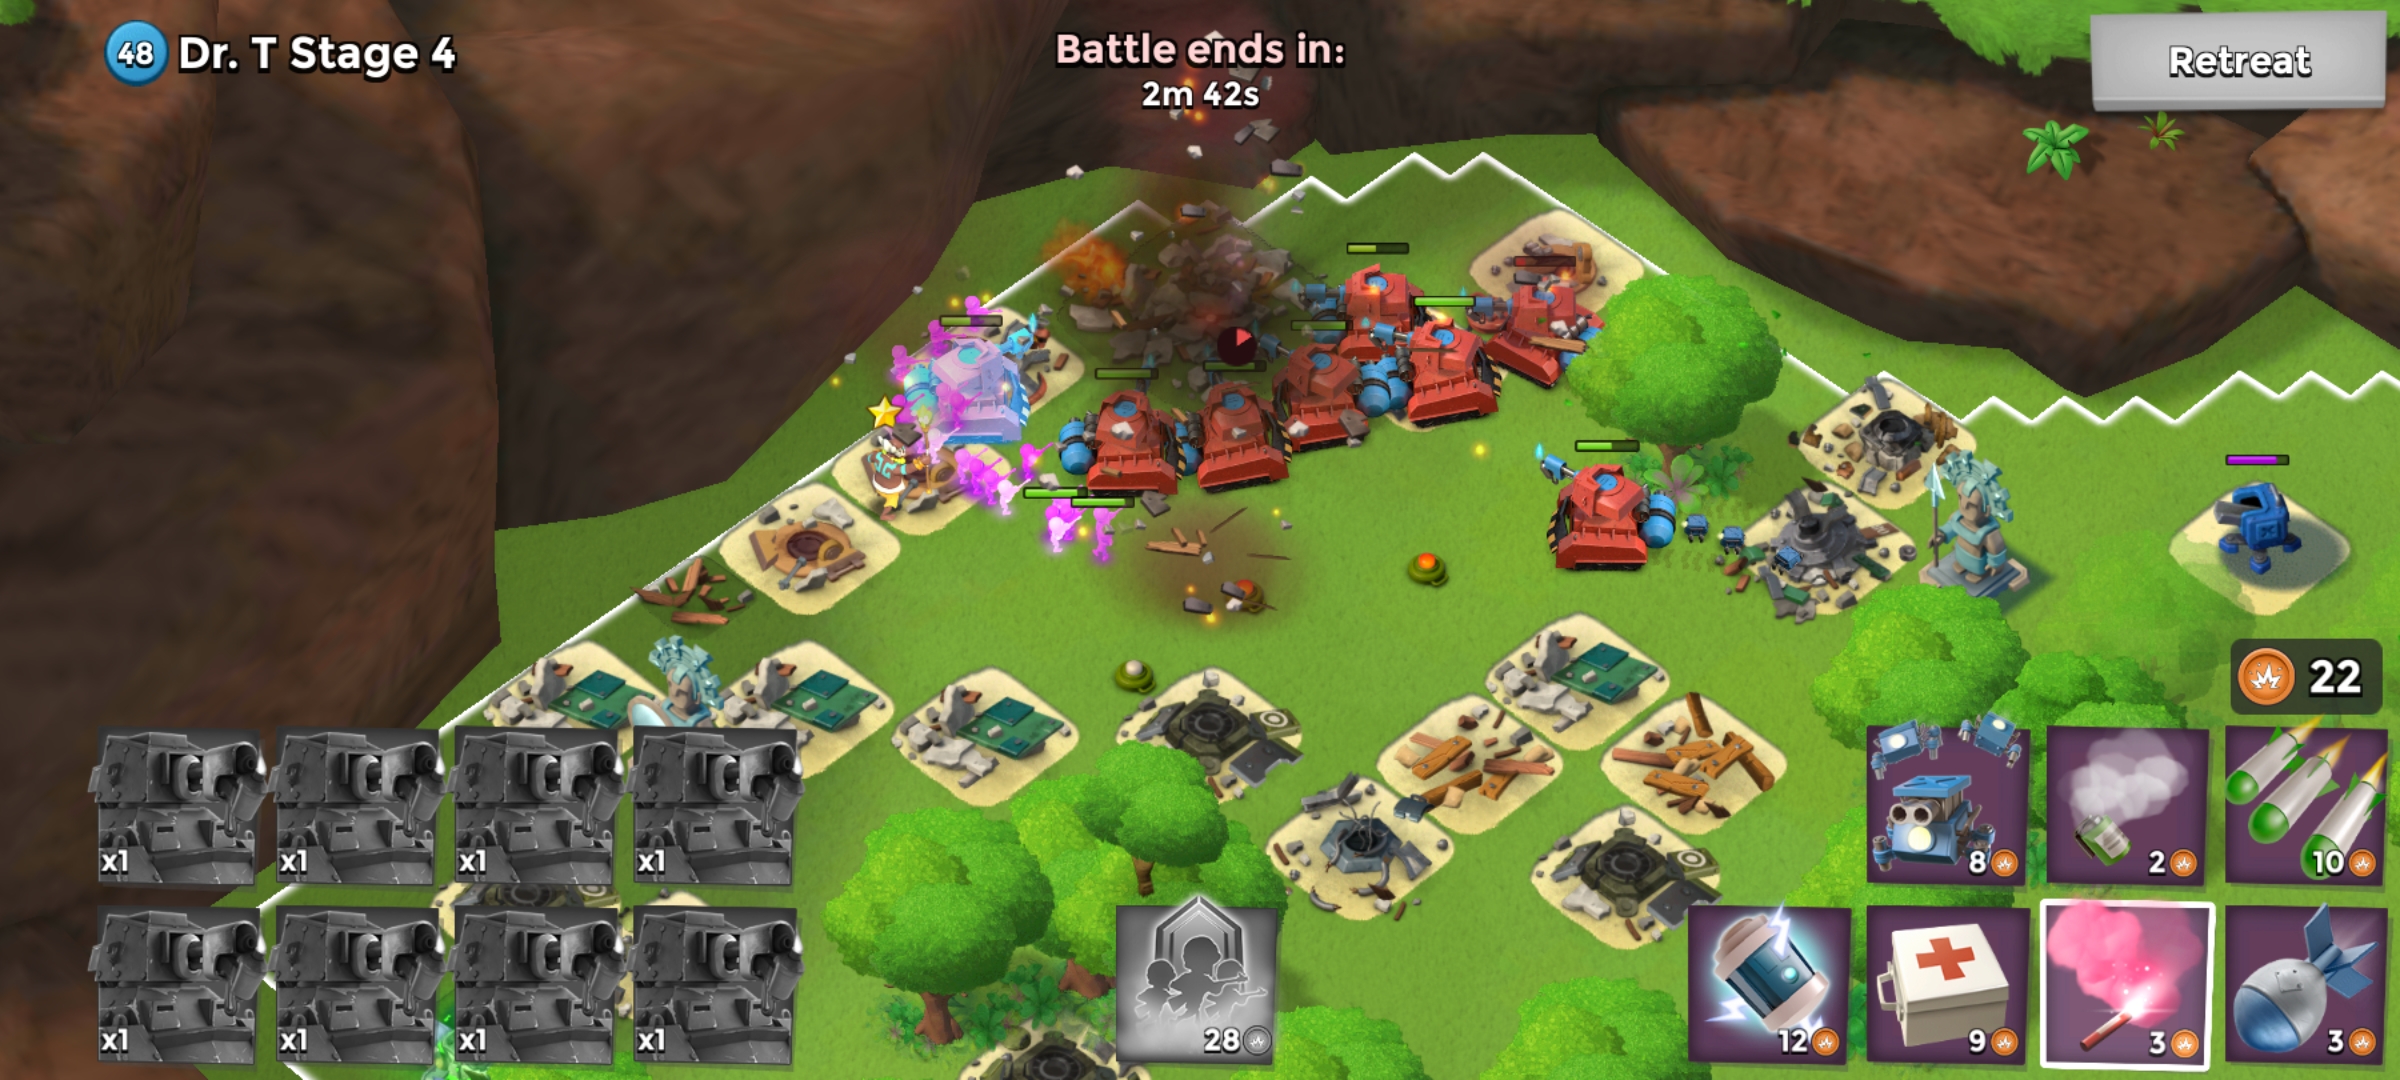 48 Dr. T Stage 4
Battle ends in:
2m 42s
Retreat
22
x1 x1 x1 x1
8 2 10
x1 x1 x1 x1
28
12 9 3 3